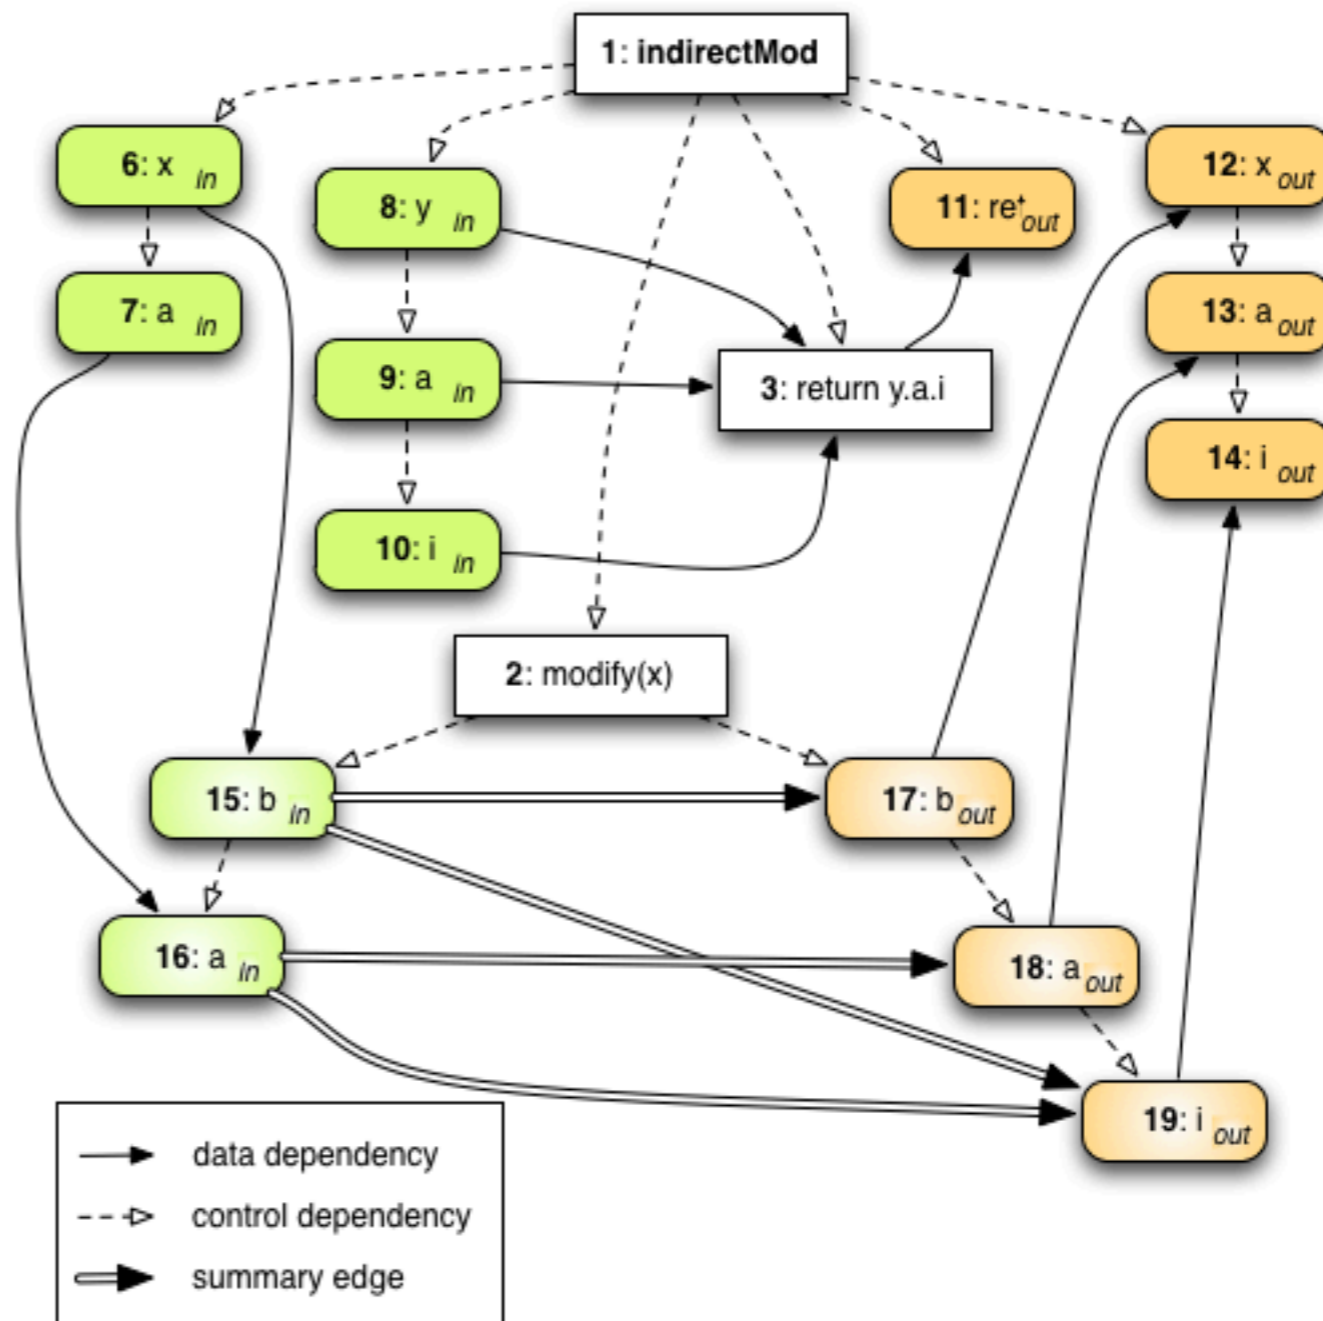 1: indirectMod
6: x in
8: y in
11: ret out
12: x out
7: a in
13: a out
9: a in
3: return y.a.i
14: i out
10: i in
2: modify(x)
15: b in
17: b out
16: a in
18: a out
19: i out
data dependency
control dependency
summary edge